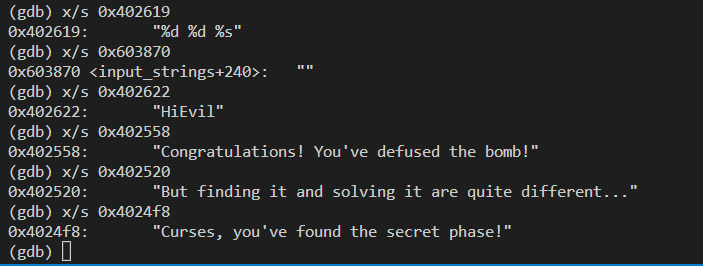 (gdb) x/s 0x402619
0x402619:       "%d %d %s"
(gdb) x/s 0x603870
0x603870 <input_strings+240>:   ""
(gdb) x/s 0x402622
0x402622:       "HiEvil"
(gdb) x/s 0x402558
0x402558:       "Congratulations! You've defused the bomb!"
(gdb) x/s 0x402520
0x402520:       "But finding it and solving it are quite different..."
(gdb) x/s 0x4024f8
0x4024f8:       "Curses, you've found the secret phase!"
(gdb)